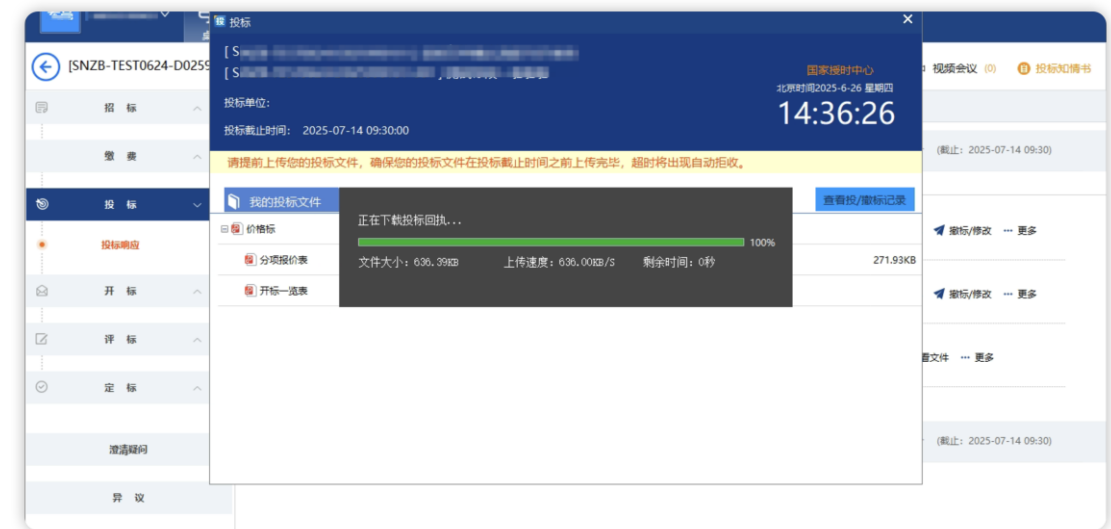 投标
[SNZB-TEST0624-D0259
[ S
[ S
投标单位:
投标截止时间: 2025-07-14 09:30:00
国家授时中心
北京时间2025-6-26 星期四
14:36:26
视频会议 (0)
投标知情书
请提前上传您的投标文件，确保您的投标文件在投标截止时间之前上传完毕，超时将出现自动拒收。
招 标
缴 费
投 标
投标响应
开 标
评 标
定 标
澄清疑问
异 议
我的投标文件
查看投/撤标记录
价格标
分项报价表
271.93KB
开标一览表
正在下载投标回执...
100%
文件大小: 636.39KB 上传速度: 636.00KB/S 剩余时间: 0秒
(截止: 2025-07-14 09:30)
撤标/修改 ··· 更多
撤标/修改 ··· 更多
看文件 ··· 更多
(截止: 2025-07-14 09:30)